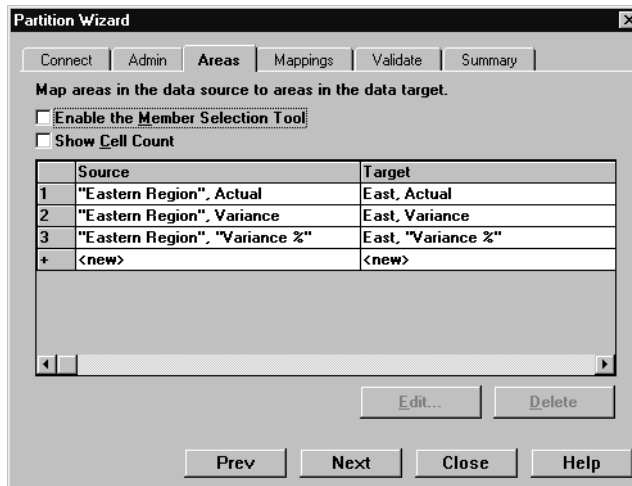 Partition Wizard
Connect Admin Areas Mappings Validate Summary
Map areas in the data source to areas in the data target.
Enable the Member Selection Tool
Show Cell Count
Source Target
1 "Eastern Region", Actual East, Actual
2 "Eastern Region", Variance East, Variance
3 "Eastern Region", "Variance %" East, "Variance %"
+ <new> <new>
Edit... Delete
Prev Next Close Help